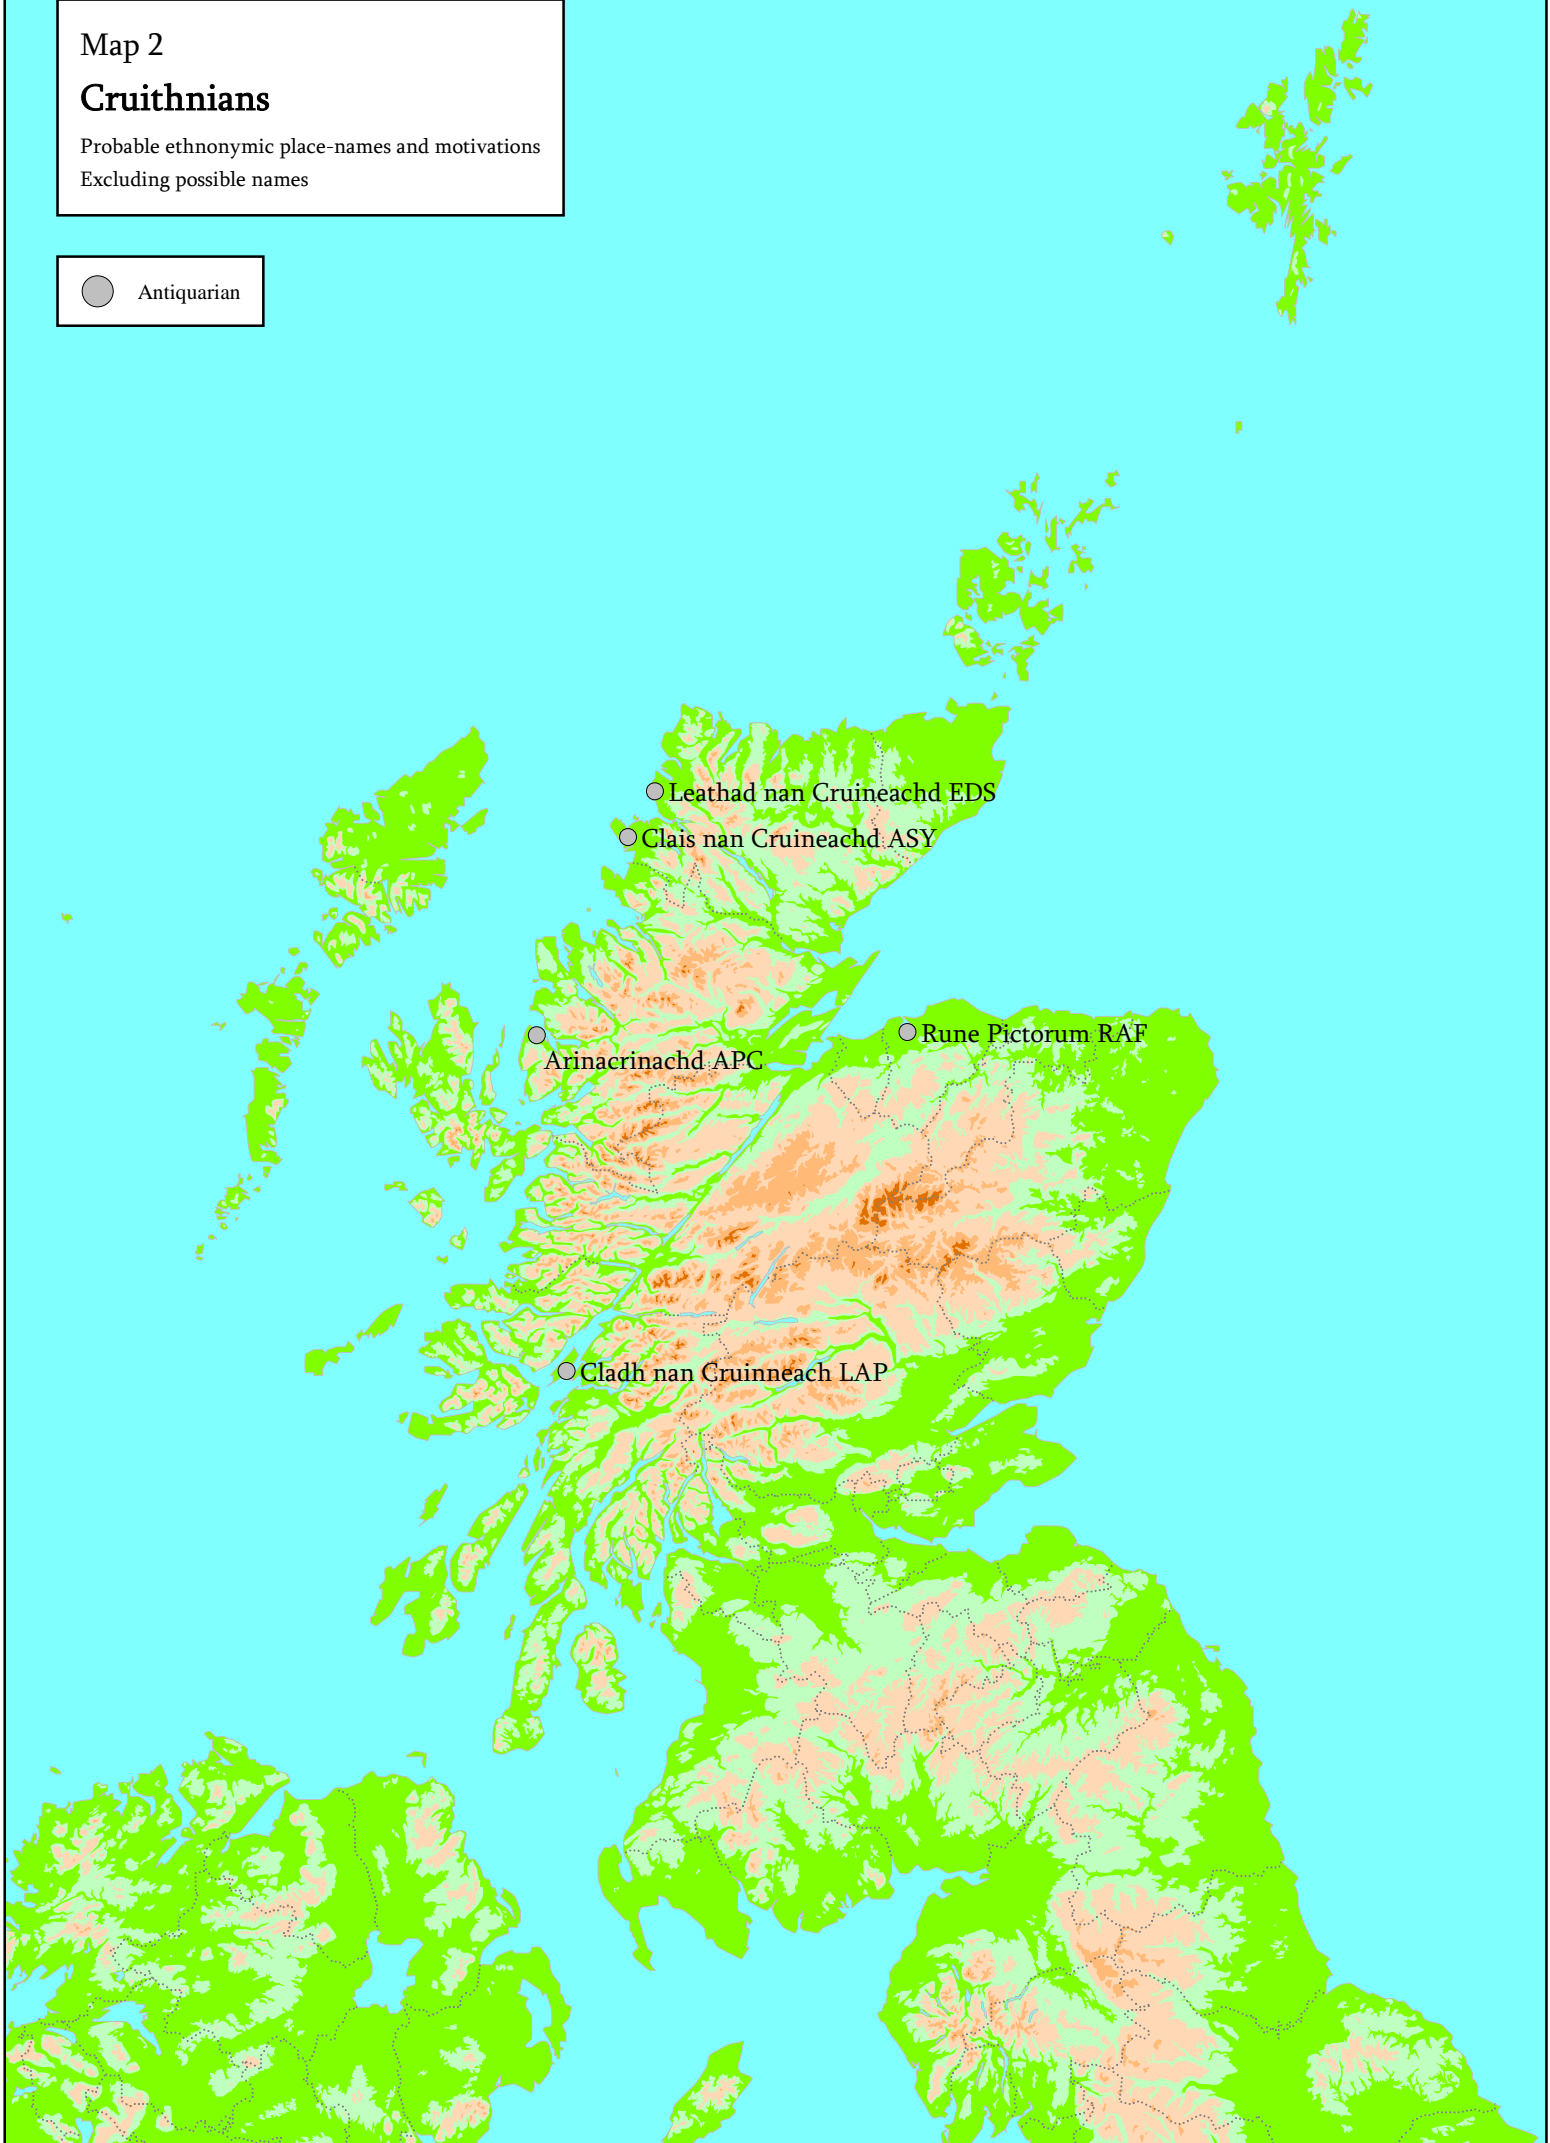 Map 2
Cruithnians
Probable ethnonymic place-names and motivations
Excluding possible names
Antiquarian
Leathad nan Cruineachd EDS
Clais nan Cruineachd ASY
Rune Pictorum RAF
Arinacrinachd APC
Cladh nan Cruinneach LAP